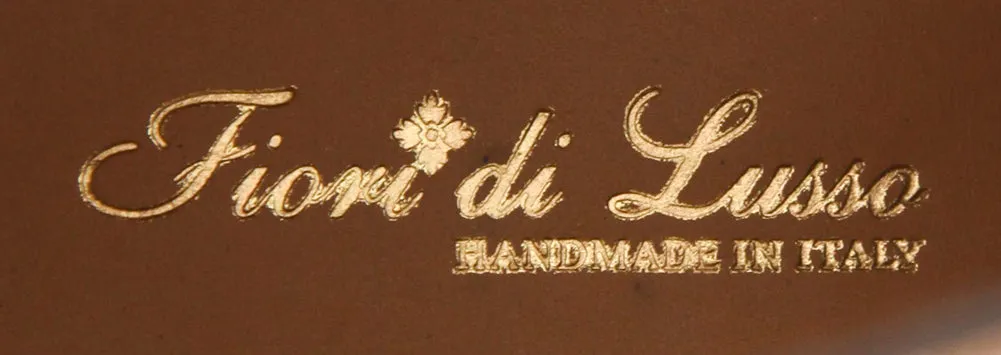 Fiori di Lusso
HANDMADE IN ITALY